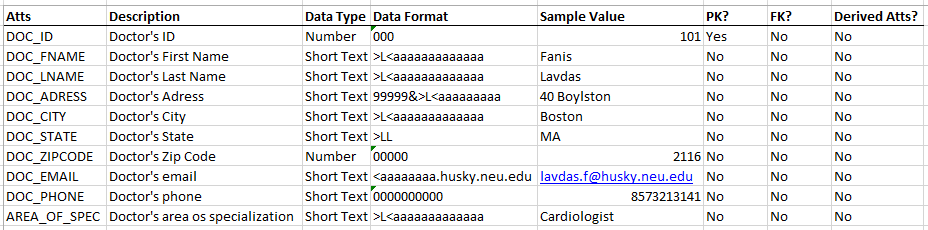 Atts Description Data Type Data Format Sample Value PK? FK? Derived Atts?
DOC_ID Doctor's ID Number 000 101 Yes No No
DOC_FNAME Doctor's First Name Short Text >L<aaaaaaaaaaaaa Fanis No No No
DOC_LNAME Doctor's Last Name Short Text >L<aaaaaaaaaaaaa Lavdas No No No
DOC_ADRESS Doctor's Adress Short Text 99999&>L<aaaaaaaaa 40 Boylston No No No
DOC_CITY Doctor's City Short Text >L<aaaaaaaaaaaaa Boston No No No
DOC_STATE Doctor's State Short Text >LL MA No No No
DOC_ZIPCODE Doctor's Zip Code Number 00000 2116 No No No
DOC_EMAIL Doctor's email Short Text <aaaaaaaa.husky.neu.edu lavdas.f@husky.neu.edu No No No
DOC_PHONE Doctor's phone Short Text 0000000000 8573213141 No No No
AREA_OF_SPEC Doctor's area os specialization Short Text >L<aaaaaaaaaaaaa Cardiologist No No No